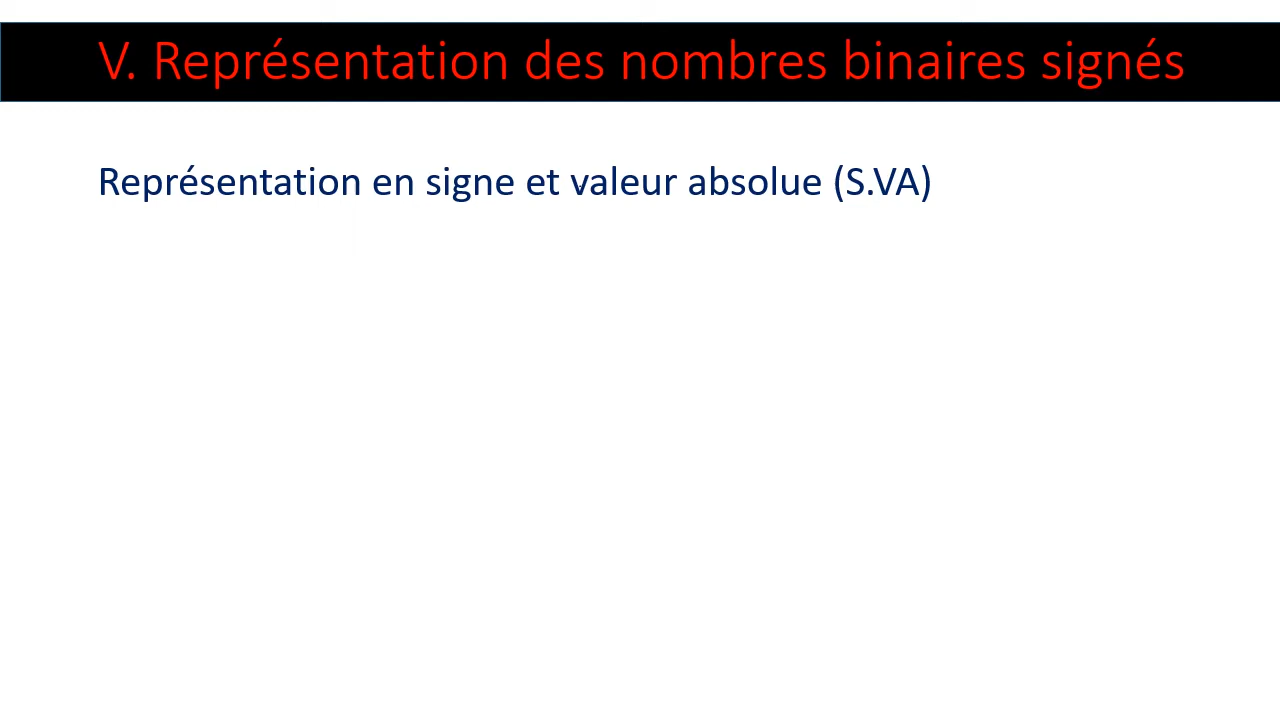 V. Représentation des nombres binaires signés
Représentation en signe et valeur absolue (S.VA)